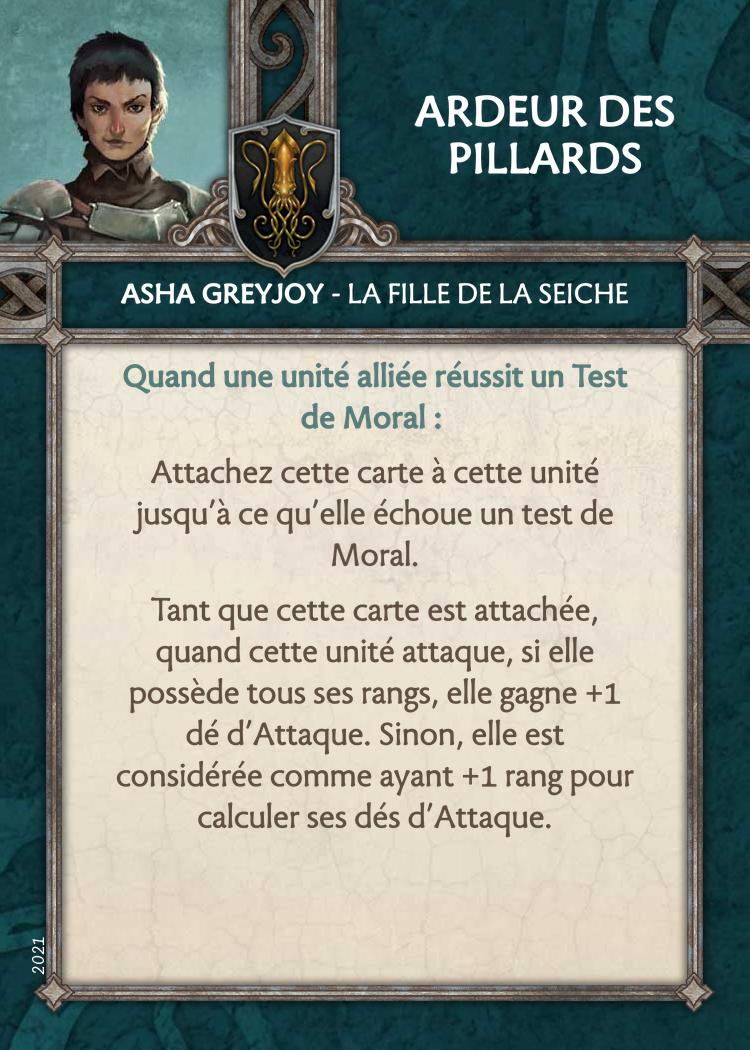 ARDEUR DES
PILLARDS
ASHA GREYJOY - LA FILLE DE LA SEICHE
Quand une unité alliée réussit un Test
de Moral :
Attachez cette carte à cette unité
jusqu'à ce qu'elle échoue un test de
Moral.
Tant que cette carte est attachée,
quand cette unité attaque, si elle
possède tous ses rangs, elle gagne +1
dé d'Attaque. Sinon, elle est
considérée comme ayant +1 rang pour
calculer ses dés d'Attaque.
2021